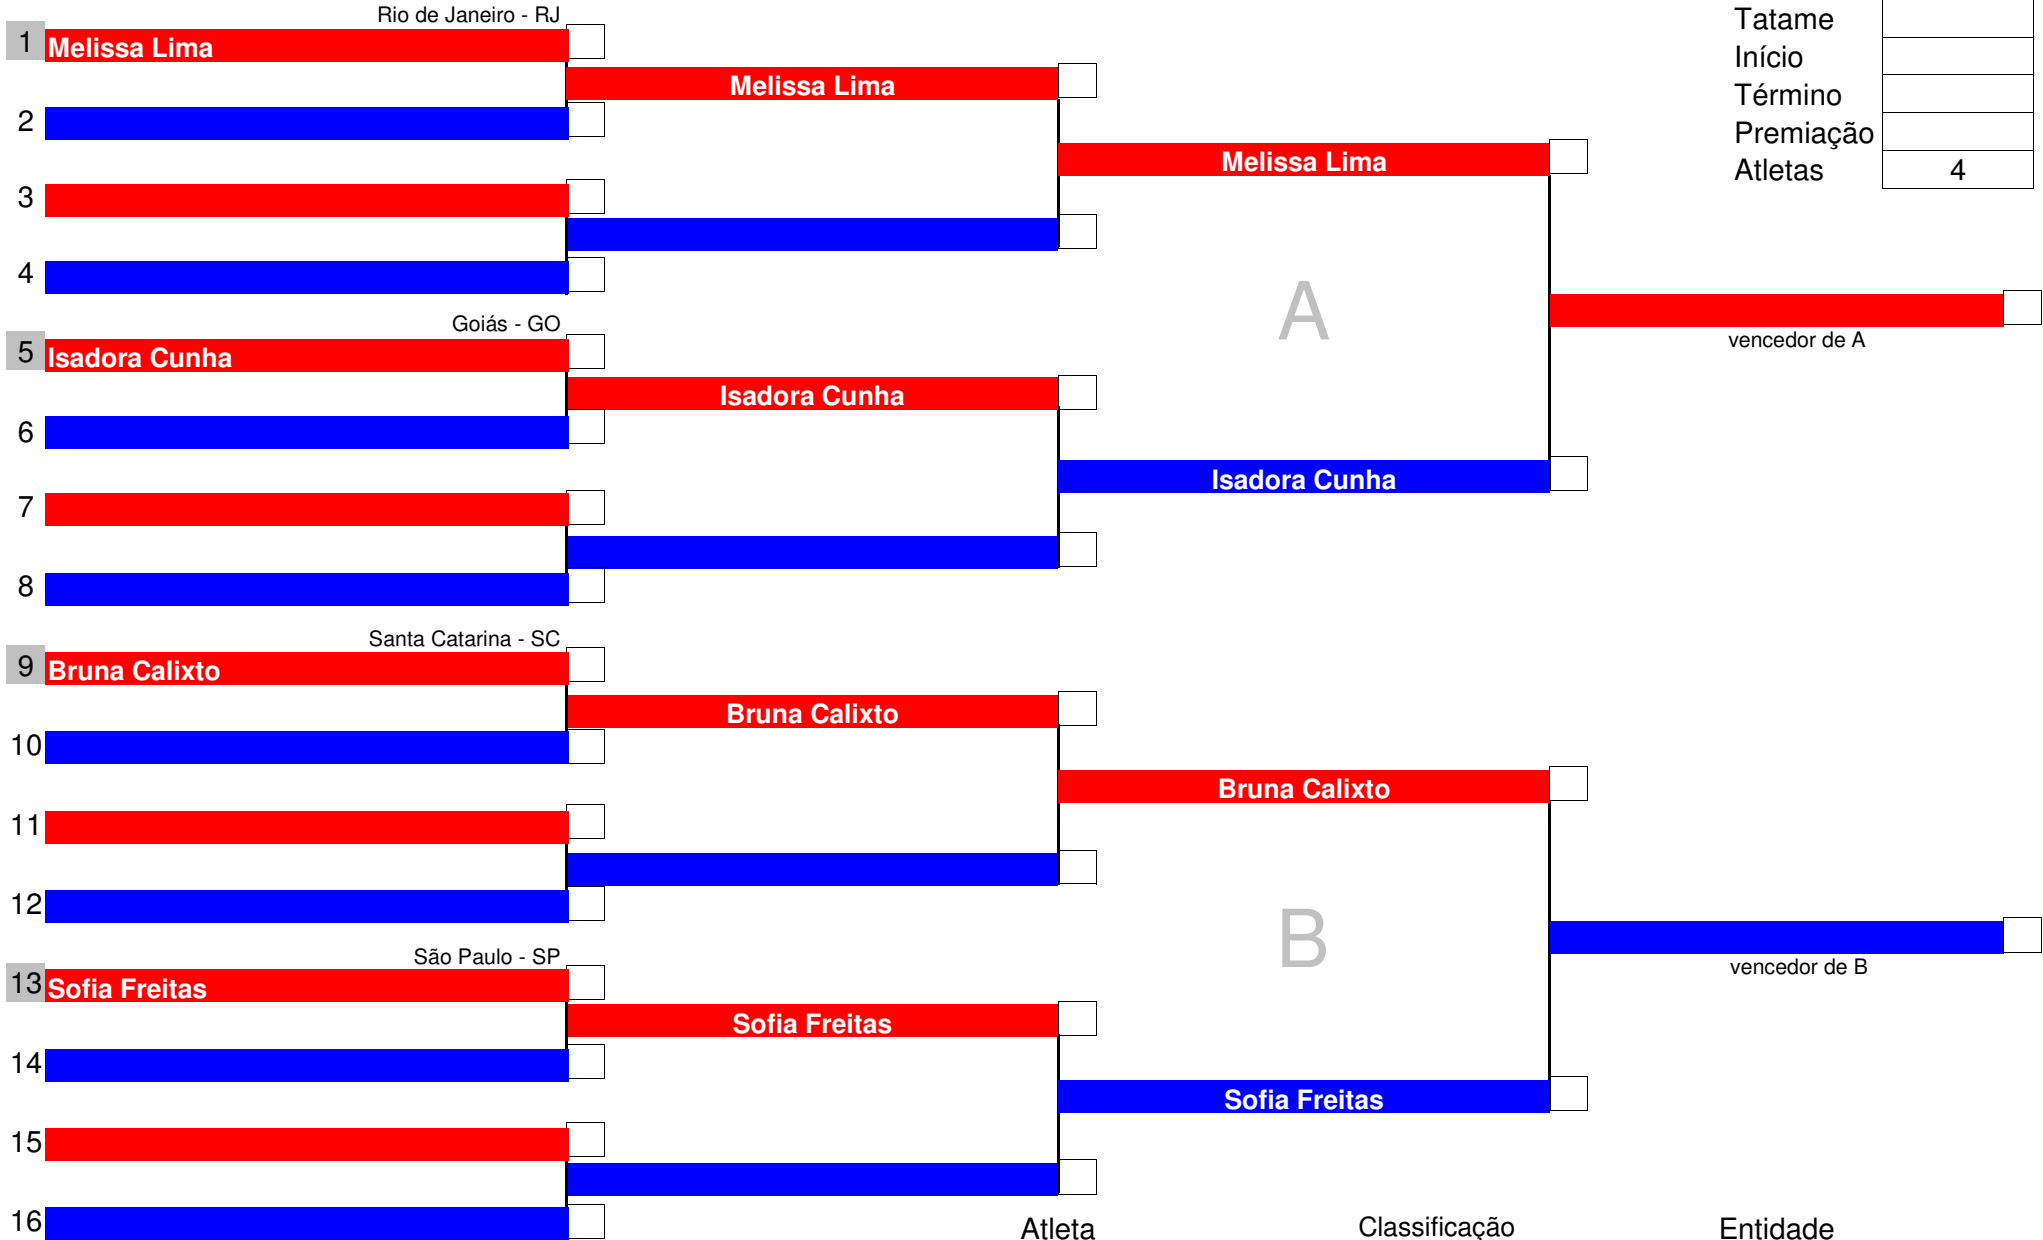 Rio de Janeiro - RJ
Tatame
1 Melissa Lima
Início
Melissa Lima
Término
2
Premiação
Melissa Lima
Atletas 4
3
4
A
Goiás - GO
vencedor de A
5 Isadora Cunha
Isadora Cunha
6
Isadora Cunha
7
8
Santa Catarina - SC
9 Bruna Calixto
Bruna Calixto
10
Bruna Calixto
11
12
B
São Paulo - SP
vencedor de B
13 Sofia Freitas
Sofia Freitas
14
Sofia Freitas
15
16
Atleta Classificação Entidade